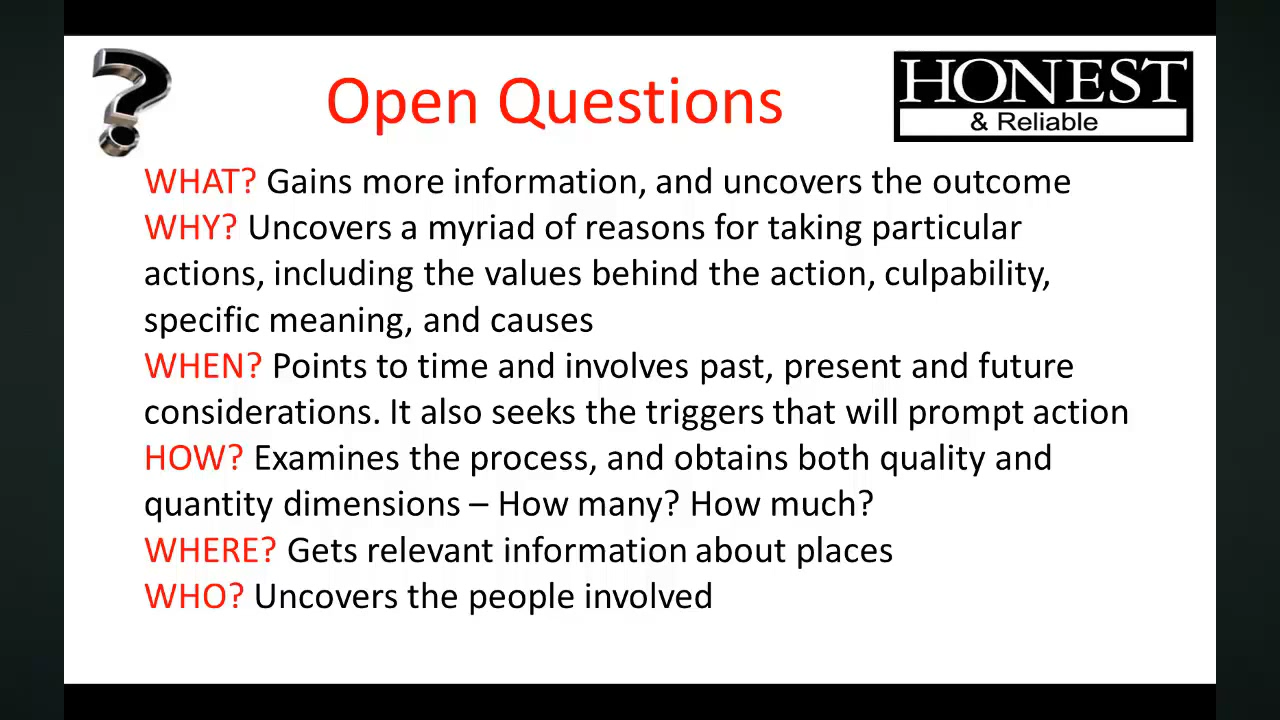 Open Questions
HONEST
& Reliable
WHAT? Gains more information, and uncovers the outcome
WHY? Uncovers a myriad of reasons for taking particular
actions, including the values behind the action, culpability,
specific meaning, and causes
WHEN? Points to time and involves past, present and future
considerations. It also seeks the triggers that will prompt action
HOW? Examines the process, and obtains both quality and
quantity dimensions – How many? How much?
WHERE? Gets relevant information about places
WHO? Uncovers the people involved